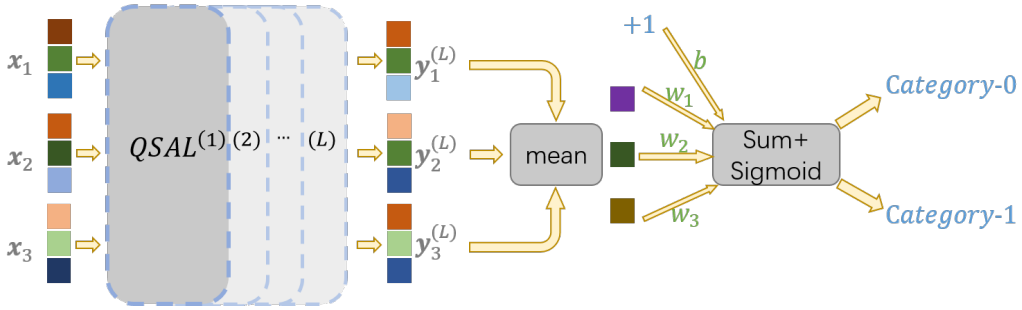 x₁
x₂
x₃
QSAL⁽¹⁾ (2) ... (L)
y₁⁽ᴸ⁾
y₂⁽ᴸ⁾
y₃⁽ᴸ⁾
mean
+1
b
w₁
w₂
w₃
Sum+
Sigmoid
Category-0
Category-1